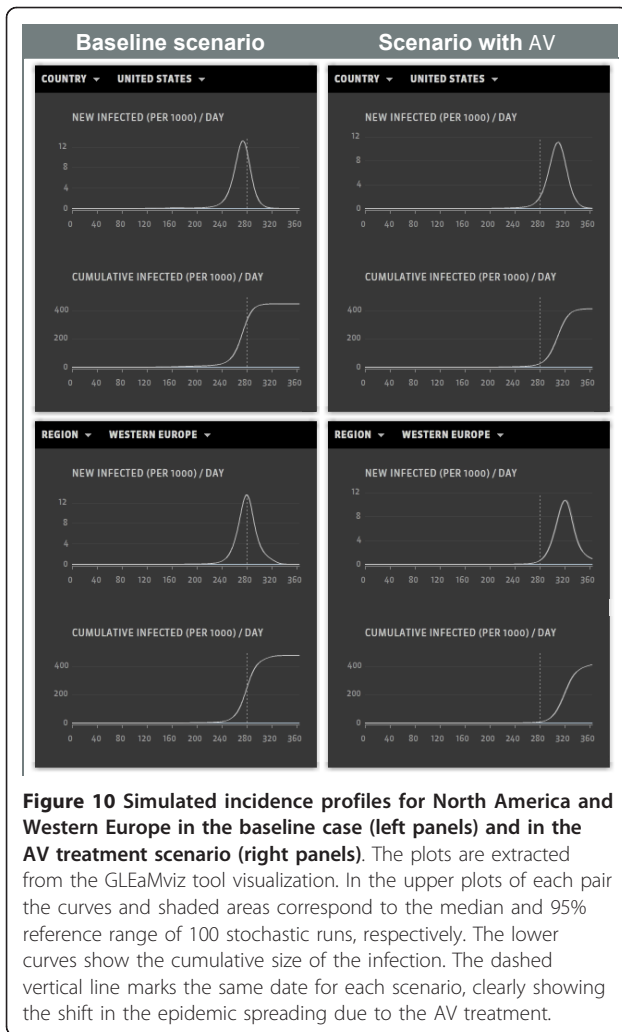 Baseline scenario
Scenario with AV
COUNTRY UNITED STATES
NEW INFECTED (PER 1000) / DAY
12
8
4
0
0 40 80 120 160 200 240 280 320 360
CUMULATIVE INFECTED (PER 1000) / DAY
400
200
0
0 40 80 120 160 200 240 280 320 360
COUNTRY UNITED STATES
NEW INFECTED (PER 1000) / DAY
12
8
4
0
0 40 80 120 160 200 240 280 320 360
CUMULATIVE INFECTED (PER 1000) / DAY
400
200
0
0 40 80 120 160 200 240 280 320 360
REGION WESTERN EUROPE
NEW INFECTED (PER 1000) / DAY
12
8
4
0
0 40 80 120 160 200 240 280 320 360
CUMULATIVE INFECTED (PER 1000) / DAY
400
200
0
0 40 80 120 160 200 240 280 320 360
REGION WESTERN EUROPE
NEW INFECTED (PER 1000) / DAY
12
8
4
0
0 40 80 120 160 200 240 280 320 360
CUMULATIVE INFECTED (PER 1000) / DAY
400
200
0
0 40 80 120 160 200 240 280 320 360
Figure 10 Simulated incidence profiles for North America and
Western Europe in the baseline case (left panels) and in the
AV treatment scenario (right panels). The plots are extracted
from the GLEaMviz tool visualization. In the upper plots of each pair
the curves and shaded areas correspond to the median and 95%
reference range of 100 stochastic runs, respectively. The lower
curves show the cumulative size of the infection. The dashed
vertical line marks the same date for each scenario, clearly showing
the shift in the epidemic spreading due to the AV treatment.